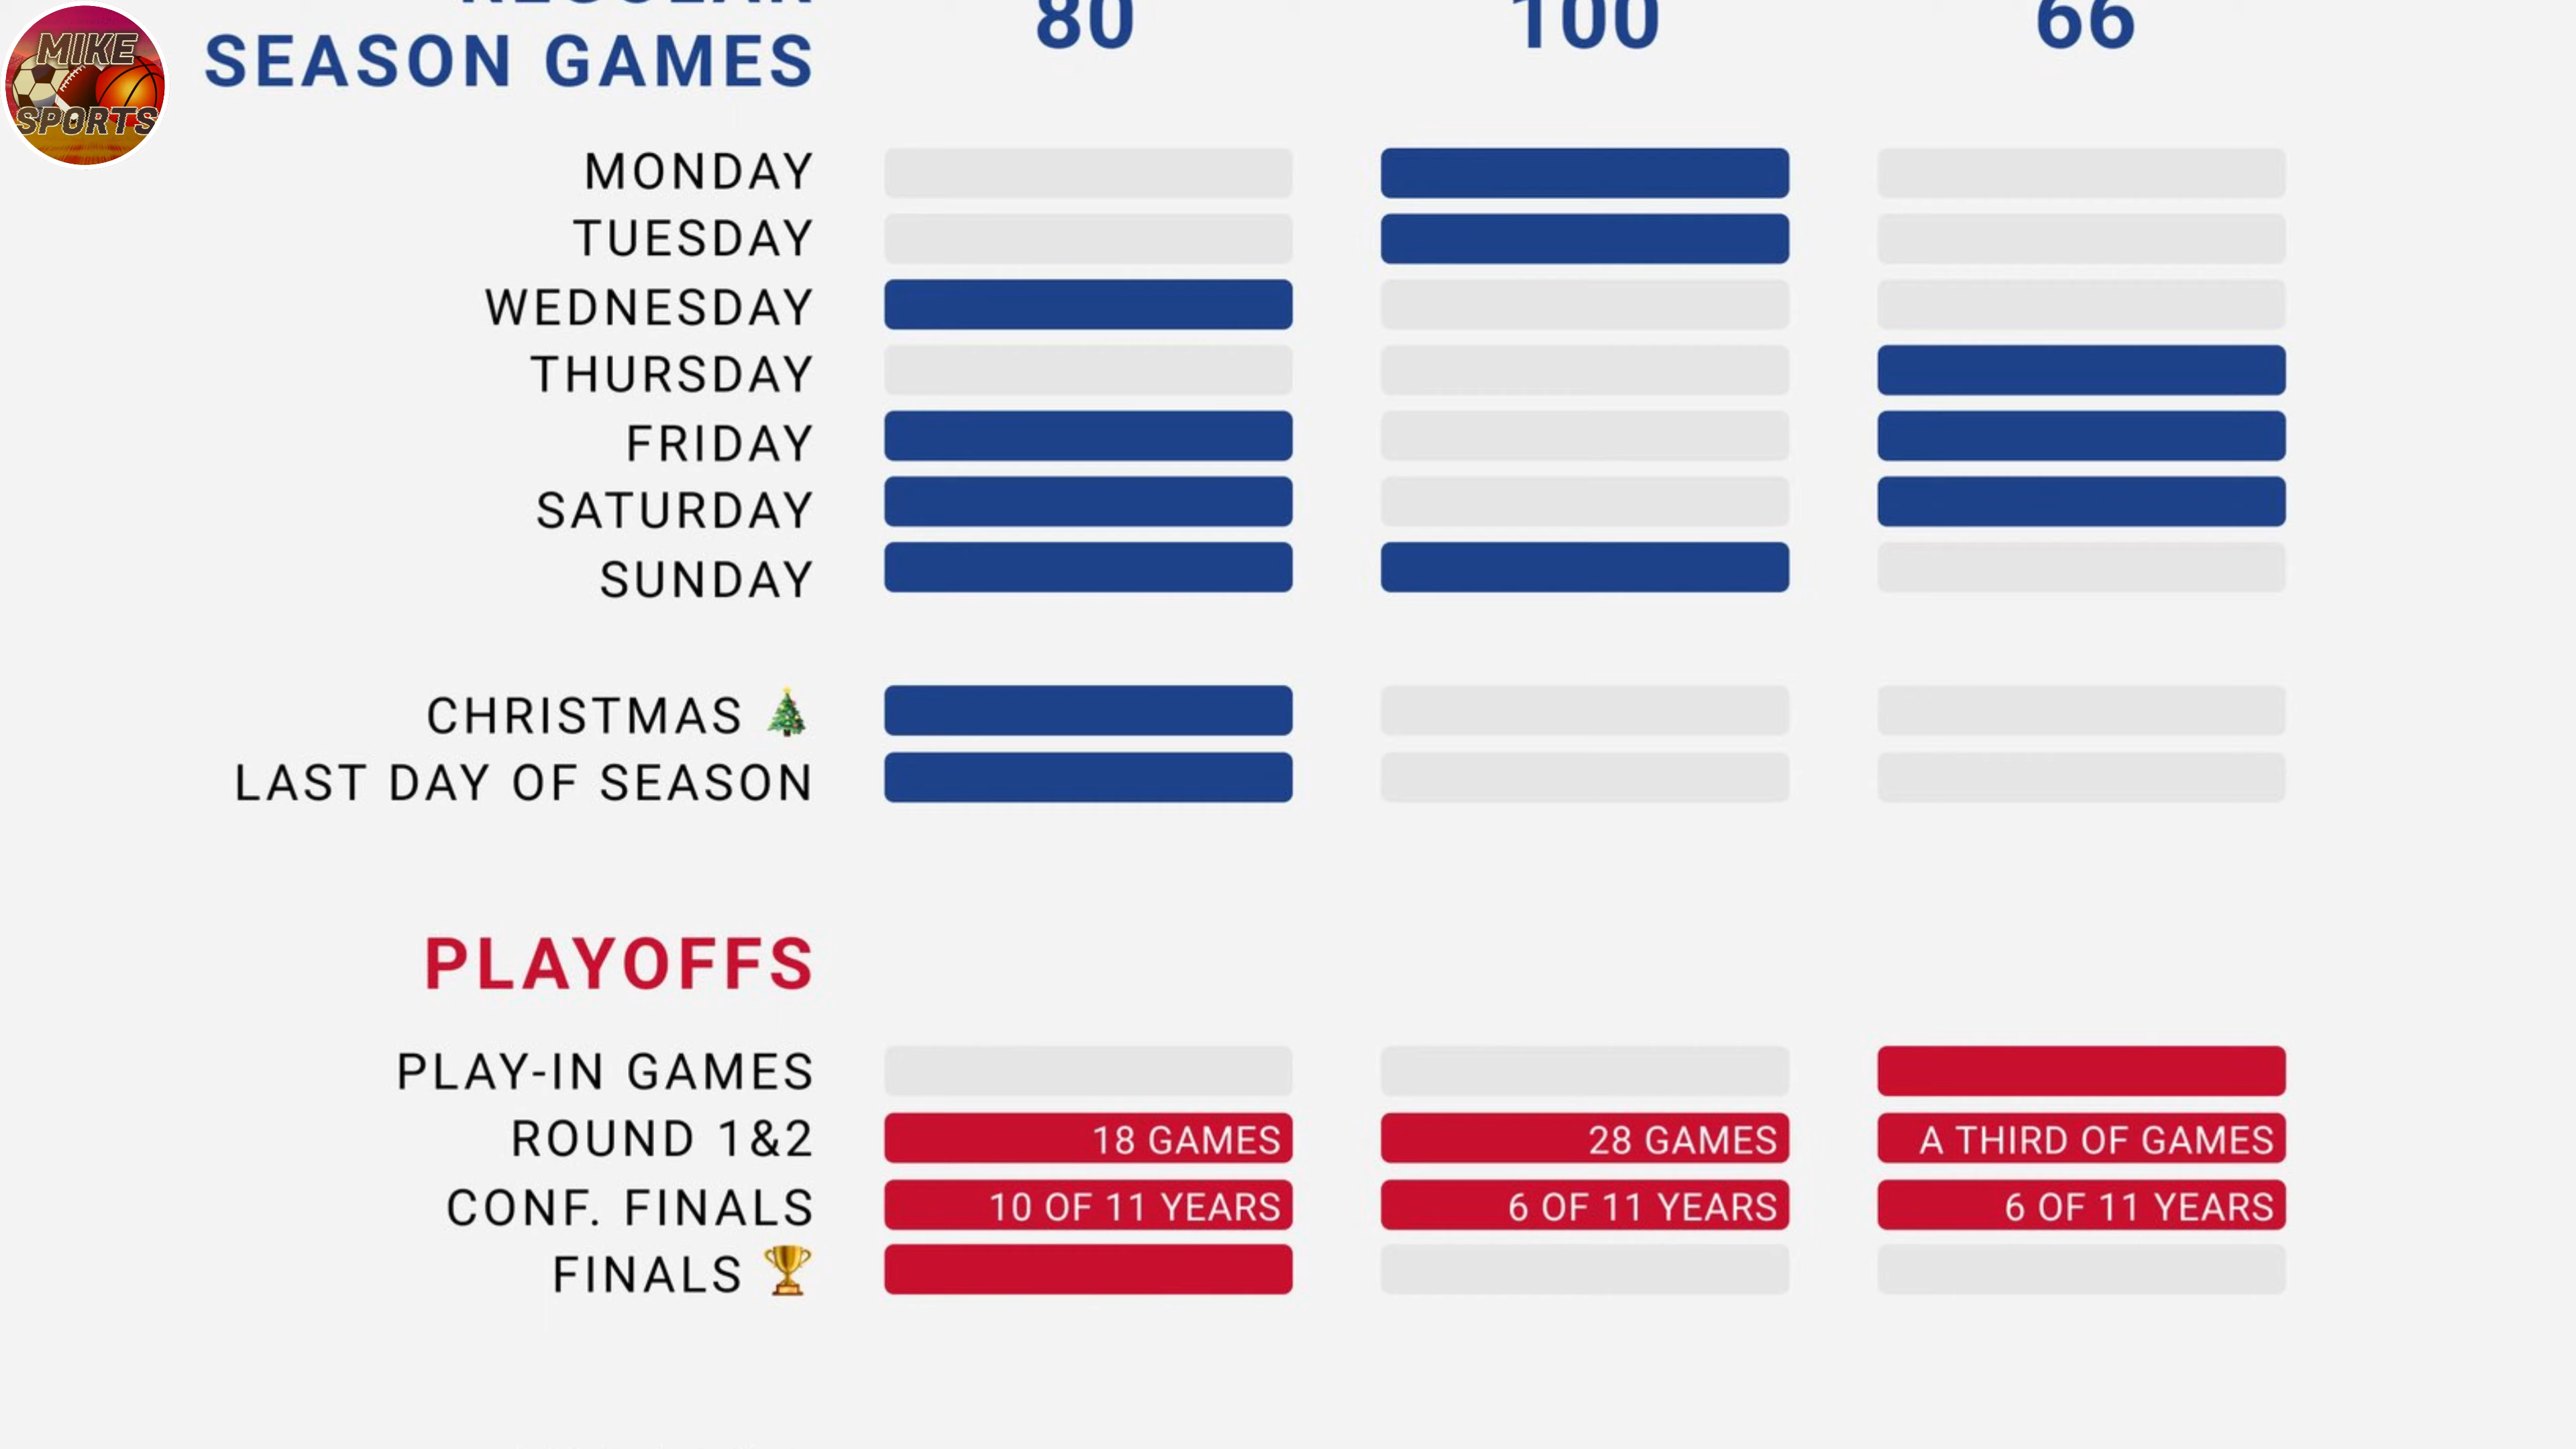 MIKE
SPORTS
REGULAR
SEASON GAMES
80 100 66
MONDAY
TUESDAY
WEDNESDAY
THURSDAY
FRIDAY
SATURDAY
SUNDAY
CHRISTMAS 🎄
LAST DAY OF SEASON
PLAYOFFS
PLAY-IN GAMES
ROUND 1&2 18 GAMES 28 GAMES A THIRD OF GAMES
CONF. FINALS 10 OF 11 YEARS 6 OF 11 YEARS 6 OF 11 YEARS
FINALS 🏆